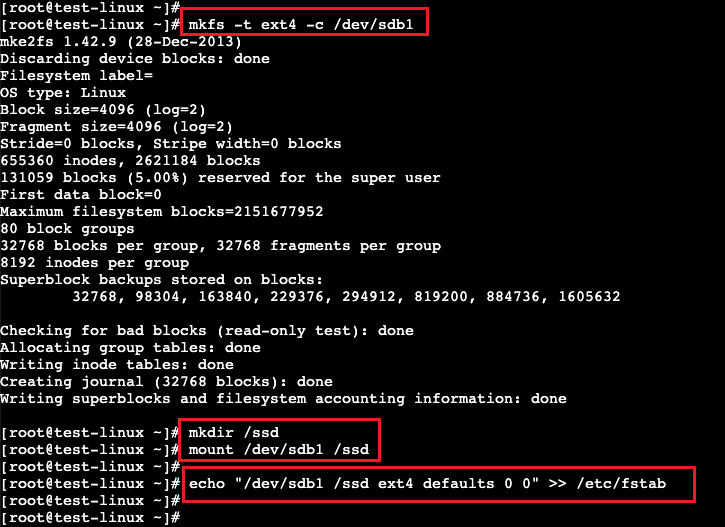 [root@test-linux ~]#
[root@test-linux ~]# mkfs -t ext4 -c /dev/sdb1
mke2fs 1.42.9 (28-Dec-2013)
Discarding device blocks: done
Filesystem label=
OS type: Linux
Block size=4096 (log=2)
Fragment size=4096 (log=2)
Stride=0 blocks, Stripe width=0 blocks
655360 inodes, 2621184 blocks
131059 blocks (5.00%) reserved for the super user
First data block=0
Maximum filesystem blocks=2151677952
80 block groups
32768 blocks per group, 32768 fragments per group
8192 inodes per group
Superblock backups stored on blocks:
        32768, 98304, 163840, 229376, 294912, 819200, 884736, 1605632

Checking for bad blocks (read-only test): done
Allocating group tables: done
Writing inode tables: done
Creating journal (32768 blocks): done
Writing superblocks and filesystem accounting information: done

[root@test-linux ~]# mkdir /ssd
[root@test-linux ~]# mount /dev/sdb1 /ssd
[root@test-linux ~]#
[root@test-linux ~]# echo "/dev/sdb1 /ssd ext4 defaults 0 0" >> /etc/fstab
[root@test-linux ~]#
[root@test-linux ~]#